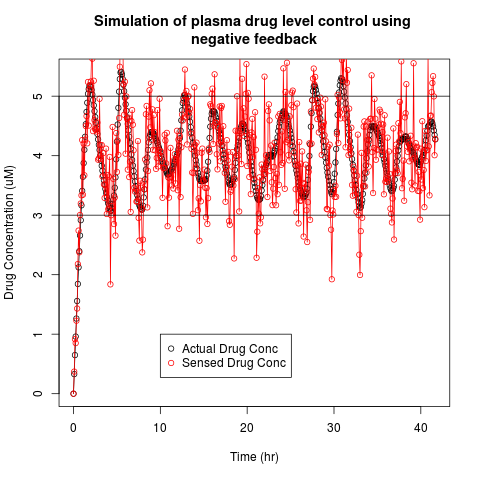 Simulation of plasma drug level control using
negative feedback
Drug Concentration (uM)
5
4
3
2
1
0
Actual Drug Conc
Sensed Drug Conc
0 10 20 30 40
Time (hr)